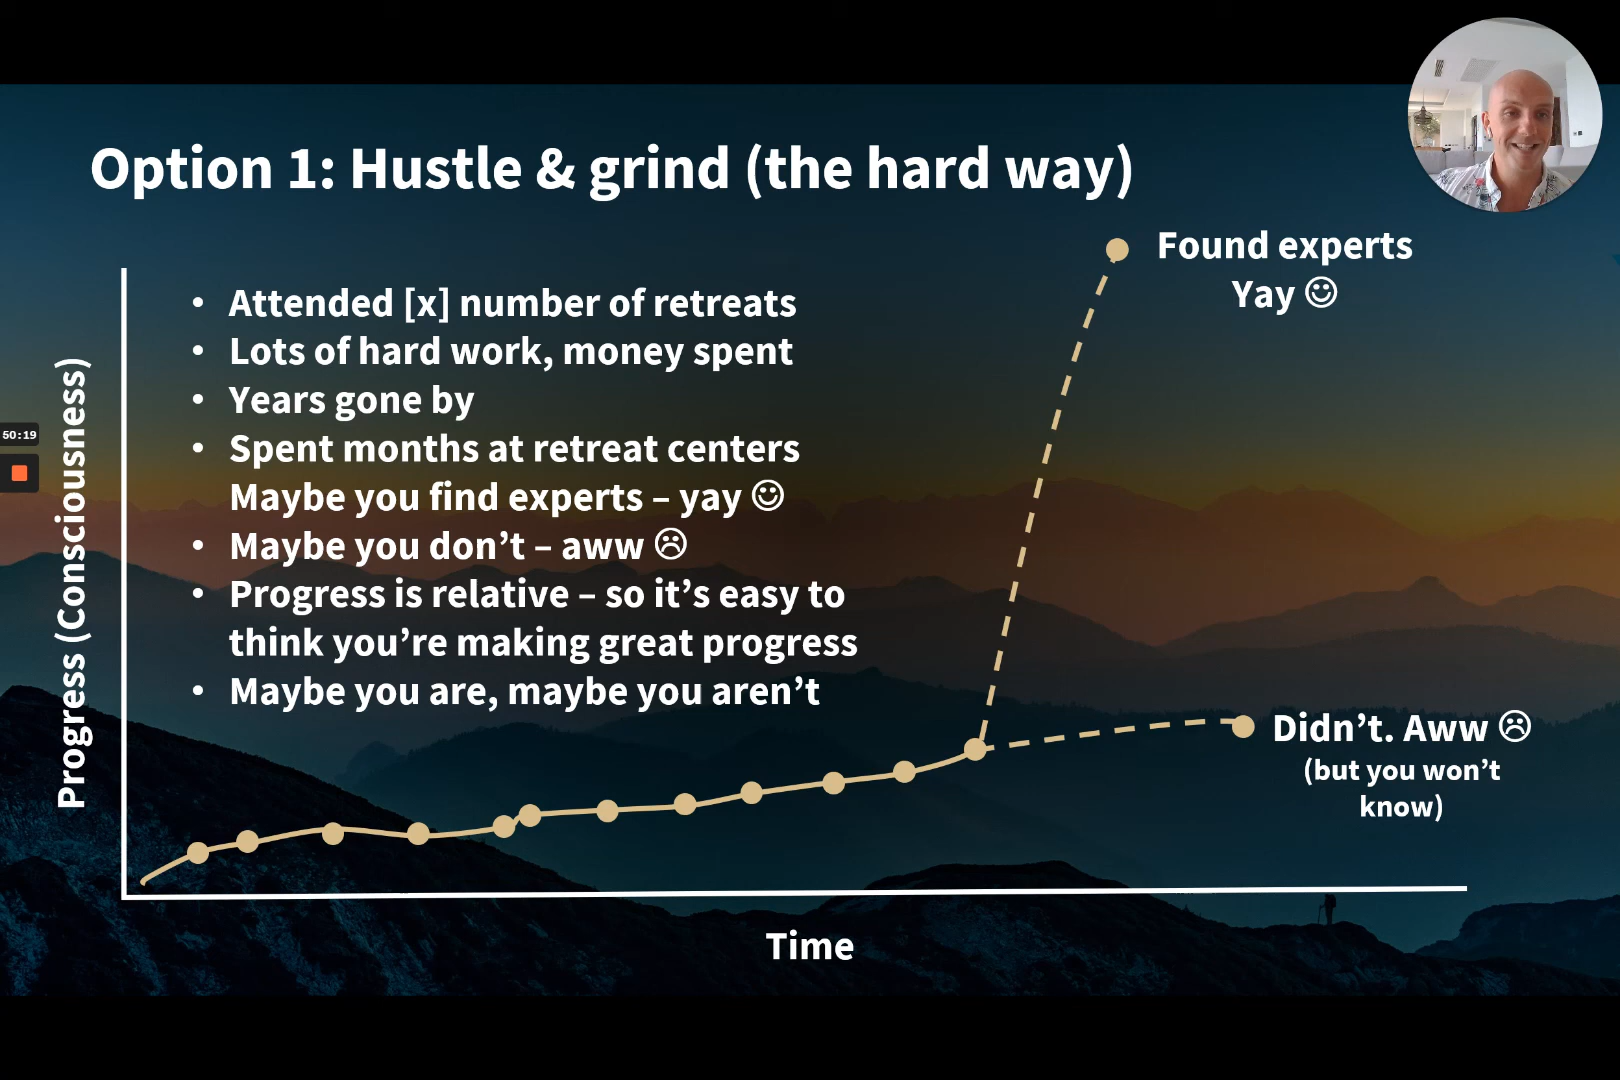 Option 1: Hustle & grind (the hard way)
Found experts
Yay ☺
• Attended [x] number of retreats
• Lots of hard work, money spent
• Years gone by
• Spent months at retreat centers
Maybe you find experts – yay ☺
• Maybe you don’t – aww ☹
• Progress is relative – so it’s easy to
think you’re making great progress
• Maybe you are, maybe you aren’t
50:19
Progress (Consciousness)
Didn’t. Aww ☹
(but you won’t
know)
Time